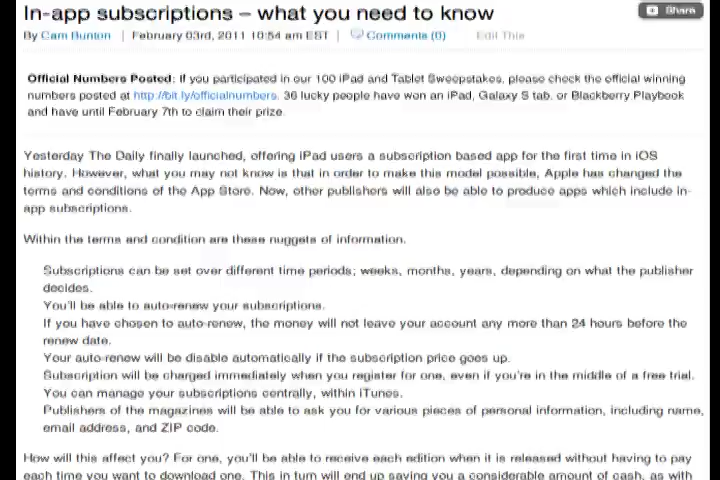 In-app subscriptions – what you need to know
Share
By Cam Bunton | February 03rd, 2011 10:54 am EST | Comments (0) Edit This
Official Numbers Posted: If you participated in our 100 iPad and Tablet Sweepstakes, please check the official winning
numbers posted at http://bit.ly/officialnumbers. 36 lucky people have won an iPad, Galaxy S tab, or Blackberry Playbook
and have until February 7th to claim their prize.
Yesterday The Daily finally launched, offering iPad users a subscription based app for the first time in iOS
history. However, what you may not know is that in order to make this model possible, Apple has changed the
terms and conditions of the App Store. Now, other publishers will also be able to produce apps which include in-
app subscriptions.
Within the terms and condition are these nuggets of information.
Subscriptions can be set over different time periods; weeks, months, years, depending on what the publisher
decides.
You'll be able to auto-renew your subscriptions.
If you have chosen to auto-renew, the money will not leave your account any more than 24 hours before the
renew date.
Your auto-renew will be disable automatically if the subscription price goes up.
Subscription will be charged immediately when you register for one, even if you're in the middle of a free trial.
You can manage your subscriptions centrally, within iTunes.
Publishers of the magazines will be able to ask you for various pieces of personal information, including name,
email address, and ZIP code.
How will this affect you? For one, you'll be able to receive each edition when it is released without having to pay
each time you want to download one. This in turn will end up saving you a considerable amount of cash, as with